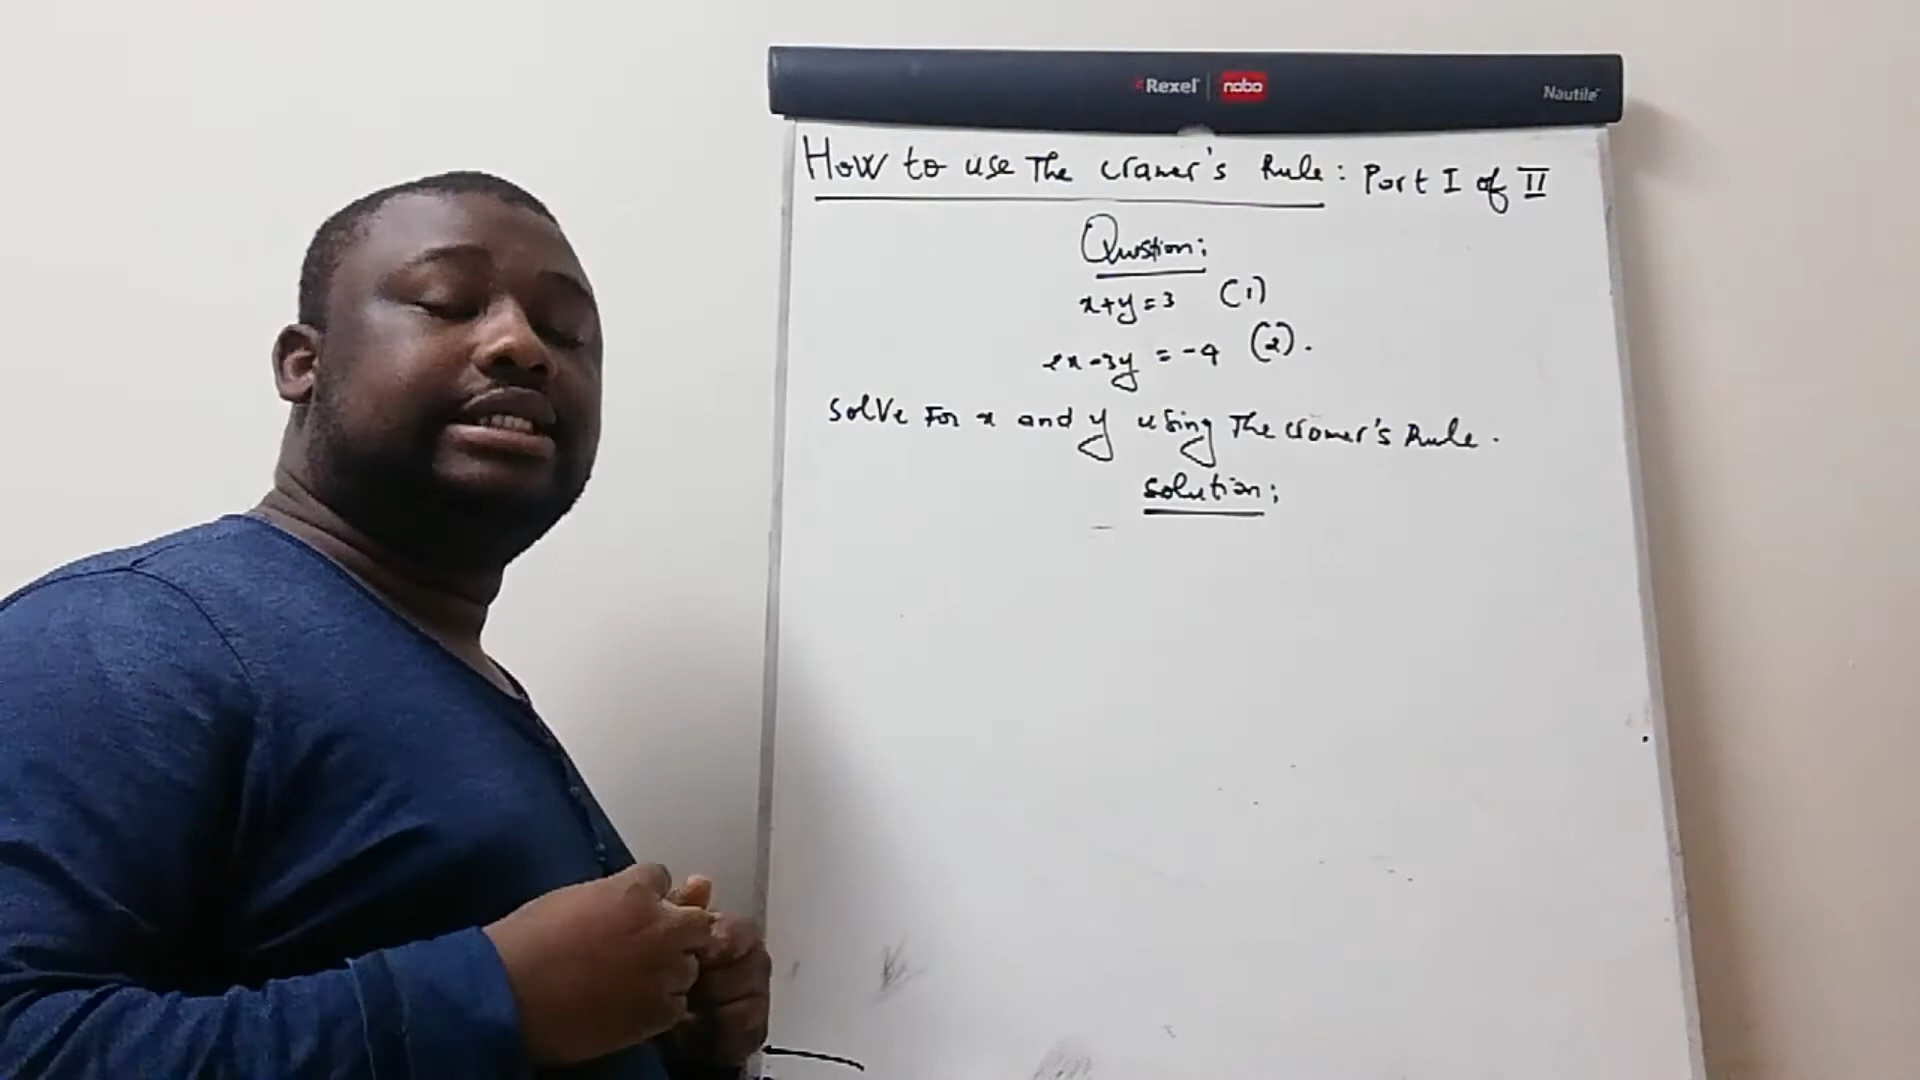 Rexel nobo Nautile
How to use The cramer's Rule: Part I of II
Question:
x+y=3 (1)
2x-3y=-4 (2).
Solve For x and y using The cramer's Rule.
solution: